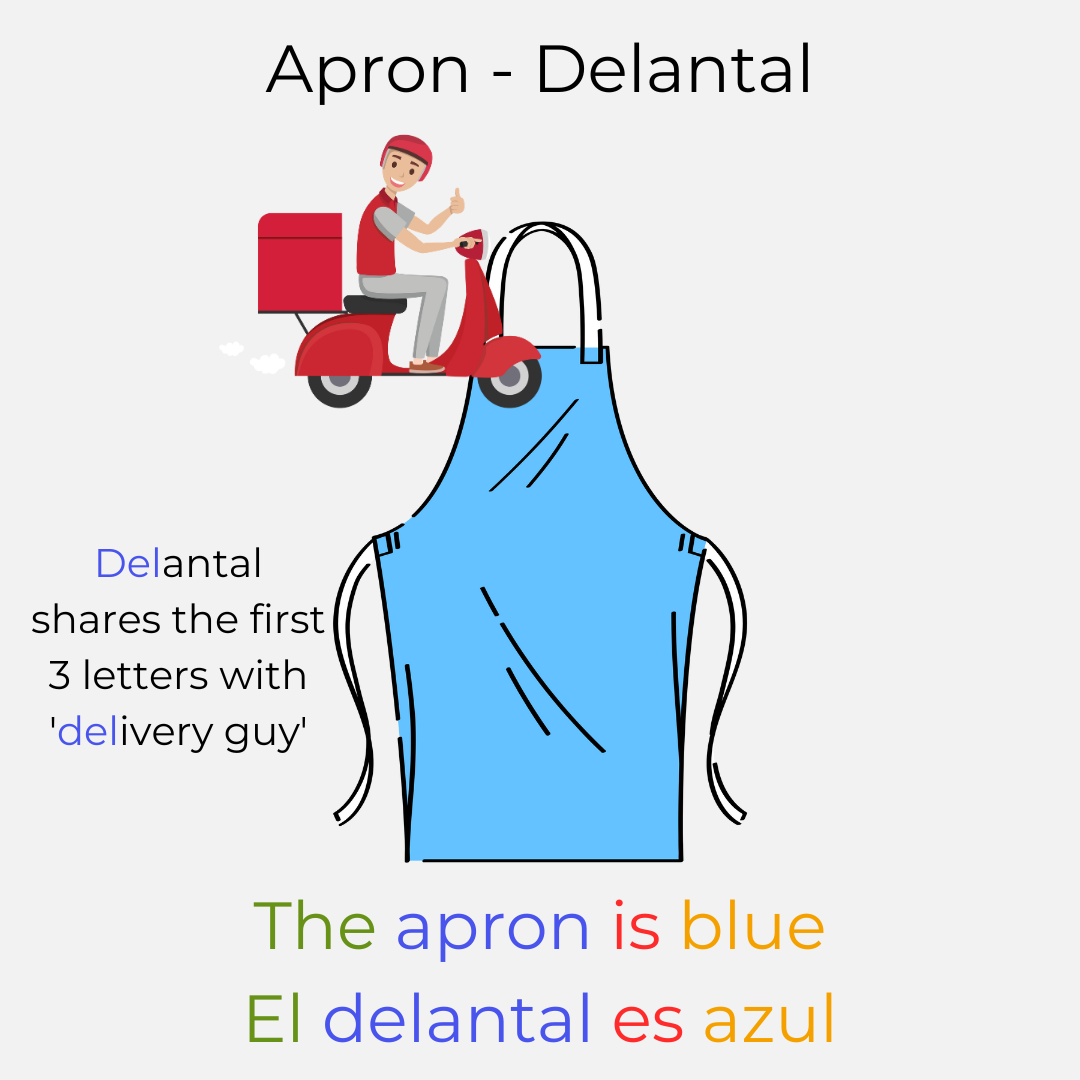 Apron - Delantal
Delantal
shares the first
3 letters with
'delivery guy'
The apron is blue
El delantal es azul